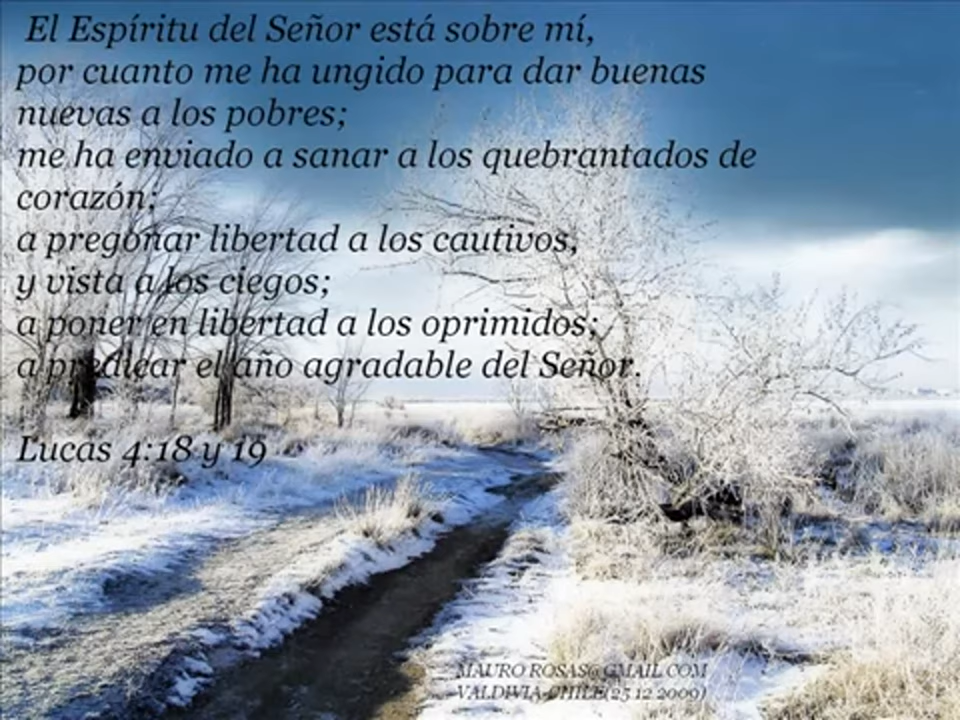 El Espíritu del Señor está sobre mí,
por cuanto me ha ungido para dar buenas
nuevas a los pobres;
me ha enviado a sanar a los quebrantados de
corazón;
a pregonar libertad a los cautivos,
y vista a los ciegos;
a poner en libertad a los oprimidos;
a predicar el año agradable del Señor.
Lucas 4:18 y 19
MAURO ROSAS@GMAIL.COM
VALDIVIA-CHILE(25 12 2009)